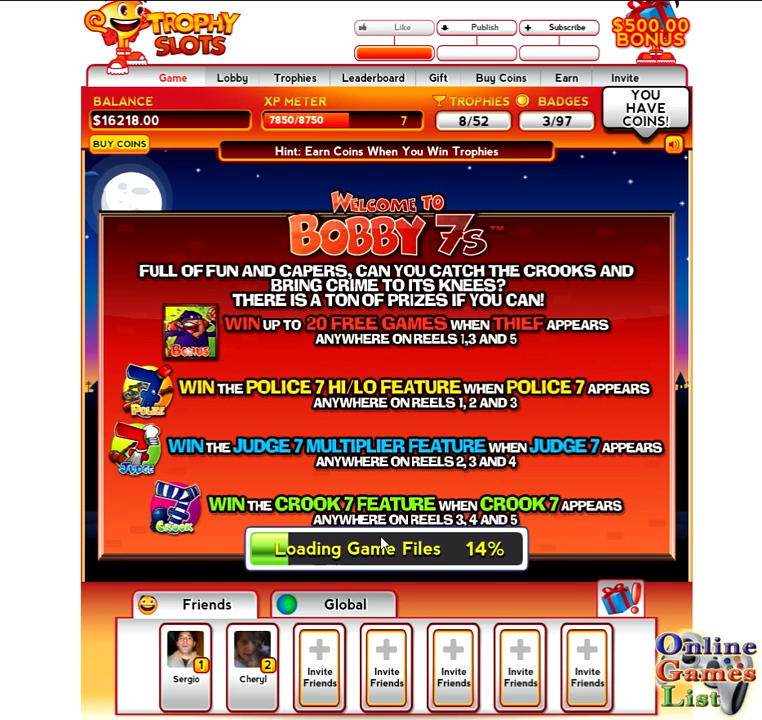 TROPHY
SLOTS
Like
Publish
Subscribe
$500.00
BONUS
Game
Lobby
Trophies
Leaderboard
Gift
Buy Coins
Earn
Invite
BALANCE
XP METER
TROPHIES
BADGES
YOU
HAVE
COINS!
$16218.00
7850/8750
7
8/52
3/97
BUY COINS
Hint: Earn Coins When You Win Trophies
WELCOME TO
BOBBY 7s™
FULL OF FUN AND CAPERS, CAN YOU CATCH THE CROOKS AND
BRING CRIME TO ITS KNEES?
THERE IS A TON OF PRIZES IF YOU CAN!
BONUS
WIN UP TO 20 FREE GAMES WHEN THIEF APPEARS
ANYWHERE ON REELS 1,3 AND 5
POLICE
WIN THE POLICE 7 HI/LO FEATURE WHEN POLICE 7 APPEARS
ANYWHERE ON REELS 1, 2 AND 3
JUDGE
WIN THE JUDGE 7 MULTIPLIER FEATURE WHEN JUDGE 7 APPEARS
ANYWHERE ON REELS 2, 3 AND 4
CROOK
WIN THE CROOK 7 FEATURE WHEN CROOK 7 APPEARS
ANYWHERE ON REELS 3, 4 AND 5
Loading Game Files 14%
Friends
Global
1
Sergio
2
Cheryl
Invite
Friends
Invite
Friends
Invite
Friends
Invite
Friends
Invite
Friends
Online
Games
List